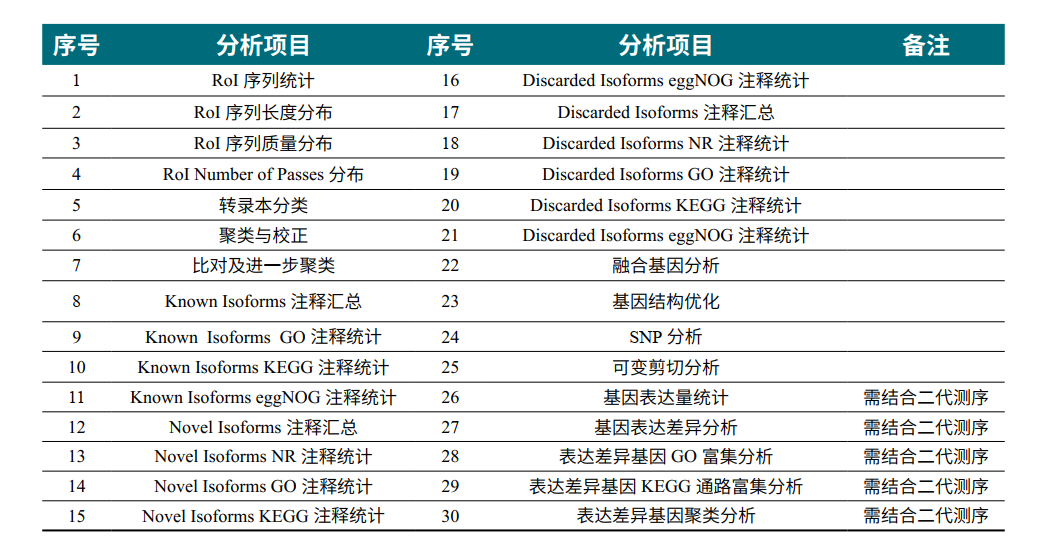 序号 分析项目 序号 分析项目 备注
1 RoI 序列统计 16 Discarded Isoforms eggNOG 注释统计
2 RoI 序列长度分布 17 Discarded Isoforms 注释汇总
3 RoI 序列质量分布 18 Discarded Isoforms NR 注释统计
4 RoI Number of Passes 分布 19 Discarded Isoforms GO 注释统计
5 转录本分类 20 Discarded Isoforms KEGG 注释统计
6 聚类与校正 21 Discarded Isoforms eggNOG 注释统计
7 比对及进一步聚类 22 融合基因分析
8 Known Isoforms 注释汇总 23 基因结构优化
9 Known Isoforms GO 注释统计 24 SNP 分析
10 Known Isoforms KEGG 注释统计 25 可变剪切分析
11 Known Isoforms eggNOG 注释统计 26 基因表达量统计 需结合二代测序
12 Novel Isoforms 注释汇总 27 基因表达差异分析 需结合二代测序
13 Novel Isoforms NR 注释统计 28 表达差异基因 GO 富集分析 需结合二代测序
14 Novel Isoforms GO 注释统计 29 表达差异基因 KEGG 通路富集分析 需结合二代测序
15 Novel Isoforms KEGG 注释统计 30 表达差异基因聚类分析 需结合二代测序